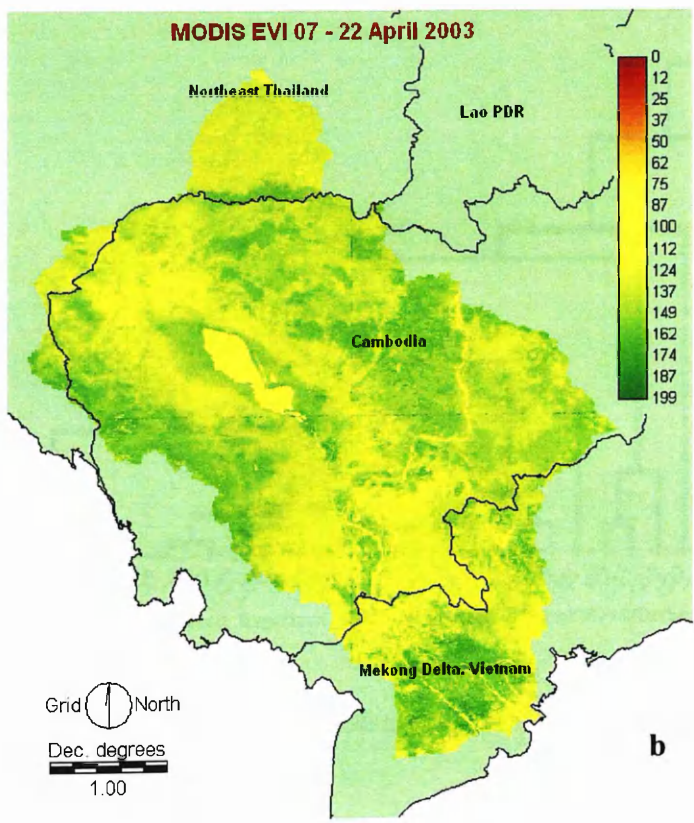 MODIS EVI 07 - 22 April 2003
Northeast Thailand
Lao PDR
0
12
25
37
50
62
75
87
100
112
124
137
149
162
174
187
199
Cambodia
Mekong Delta. Vietnam
Grid North
Dec. degrees
1.00
b